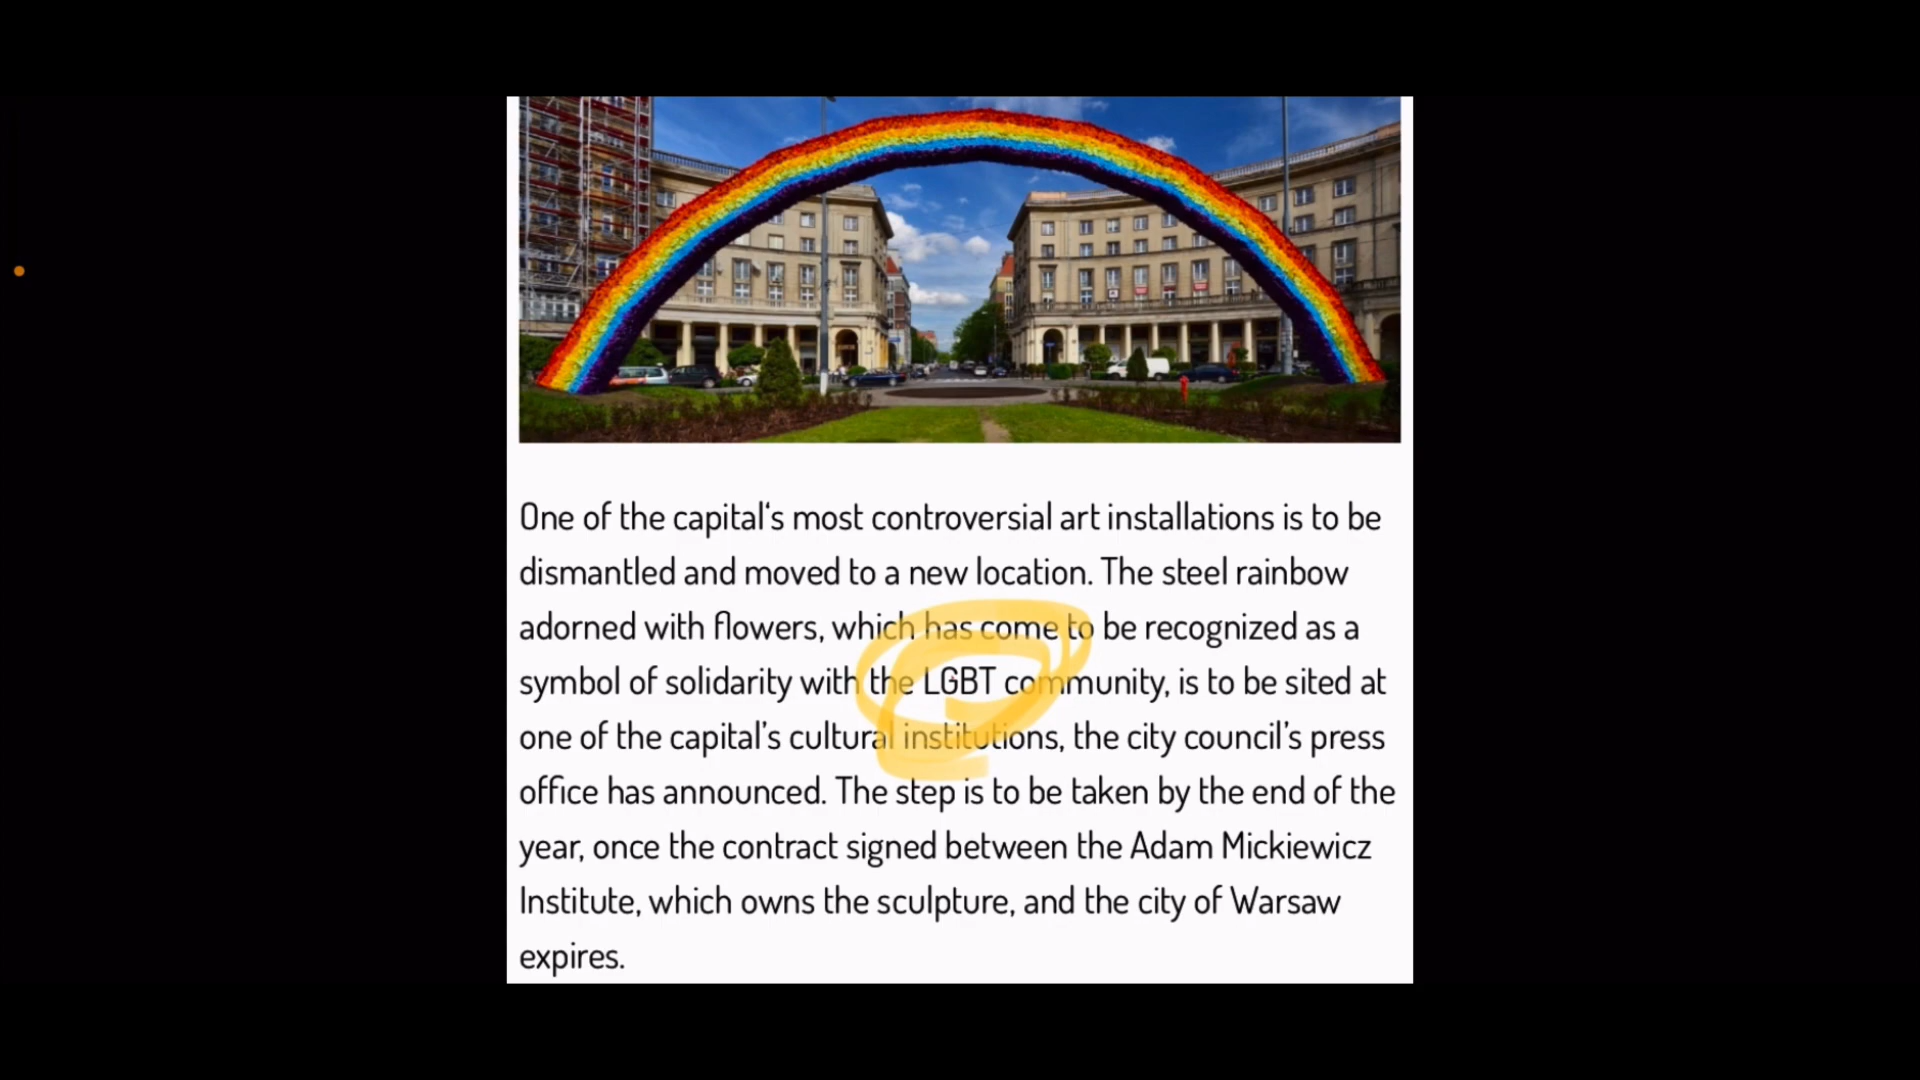 One of the capital‘s most controversial art installations is to be
dismantled and moved to a new location. The steel rainbow
adorned with flowers, which has come to be recognized as a
symbol of solidarity with the LGBT community, is to be sited at
one of the capital’s cultural institutions, the city council’s press
office has announced. The step is to be taken by the end of the
year, once the contract signed between the Adam Mickiewicz
Institute, which owns the sculpture, and the city of Warsaw
expires.